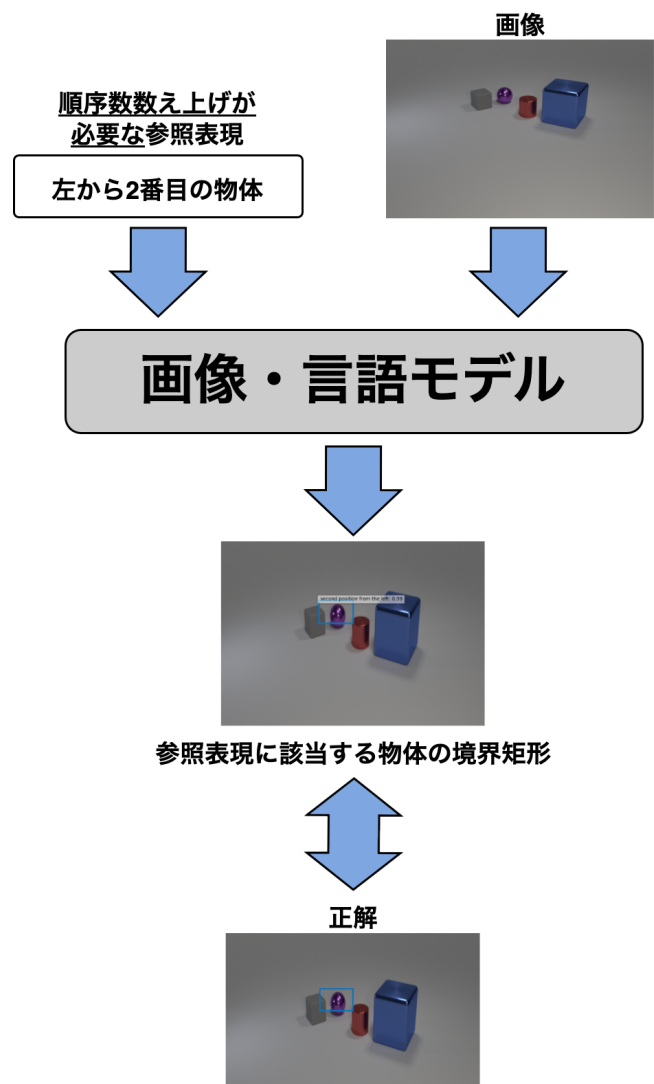 画像
順序数数え上げが
必要な参照表現
左から2番目の物体
画像・言語モデル
second position from the left: 0.99
参照表現に該当する物体の境界矩形
正解